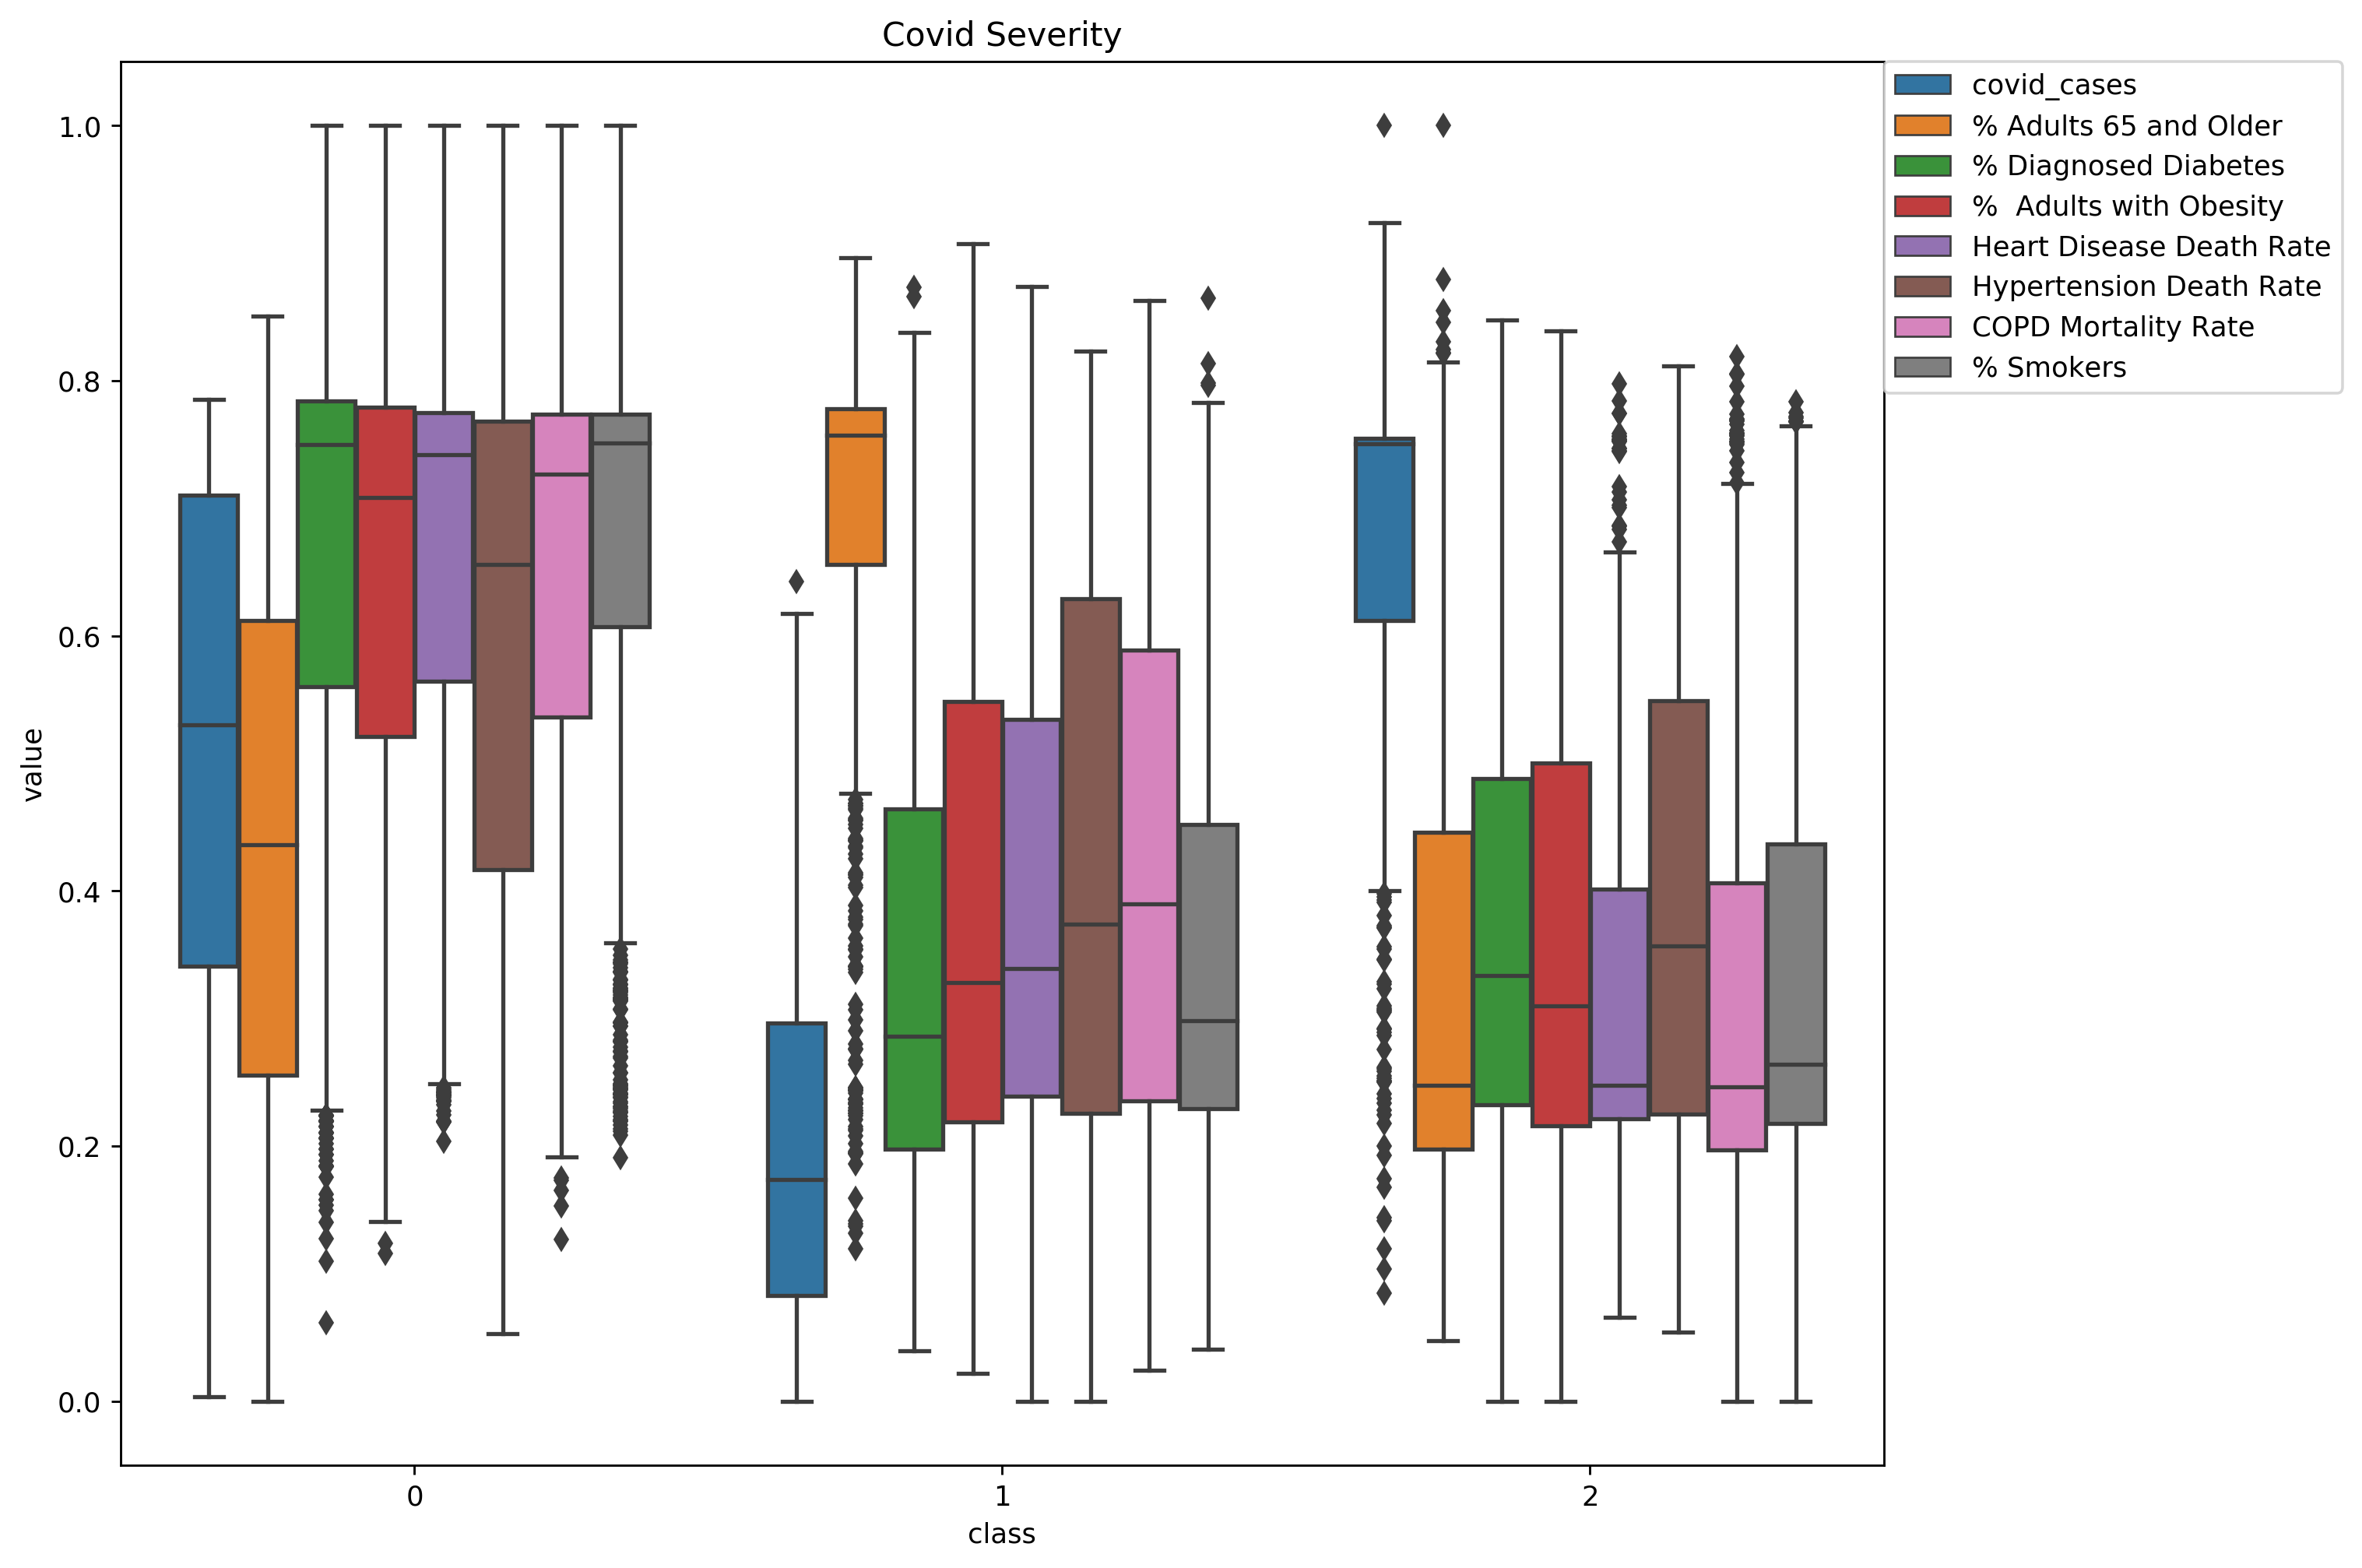 Covid Severity
covid_cases
% Adults 65 and Older
% Diagnosed Diabetes
%  Adults with Obesity
Heart Disease Death Rate
Hypertension Death Rate
COPD Mortality Rate
% Smokers
value
1.0
0.8
0.6
0.4
0.2
0.0
0 1 2
class